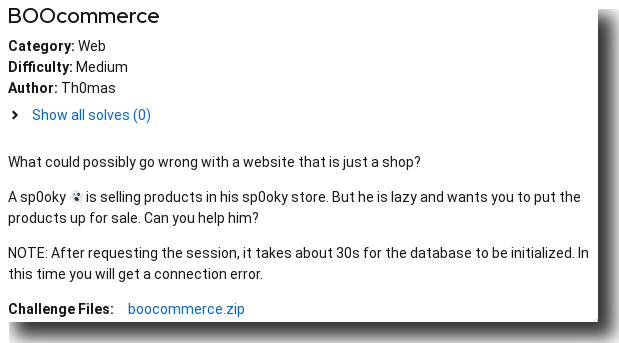 BOOcommerce
Category: Web
Difficulty: Medium
Author: Th0mas
Show all solves (0)
What could possibly go wrong with a website that is just a shop?
A sp0oky 👻 is selling products in his sp0oky store. But he is lazy and wants you to put the
products up for sale. Can you help him?
NOTE: After requesting the session, it takes about 30s for the database to be initialized. In
this time you will get a connection error.
Challenge Files: boocommerce.zip